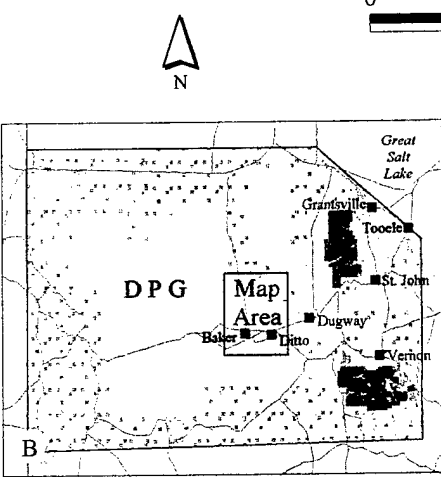 0
N
Great
Salt
Lake
Grantsville
Tooele
DPG
Map
Area
St. John
Dugway
Baker
Ditto
Vernon
B